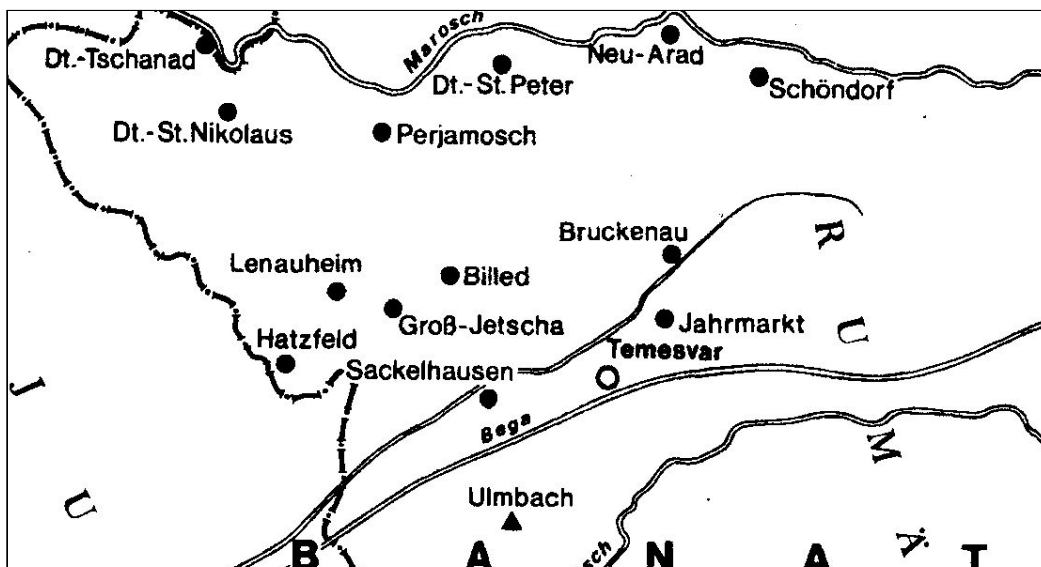 Marosch
Dt.-Tschanad
Neu-Arad
Dt.-St.Peter
Schöndorf
Dt.-St.Nikolaus
Perjamosch
Bruckenau
Lenauheim
Billed
Groß-Jetscha
Jahrmarkt
Hatzfeld
Temesvar
Sackelhausen
Bega
Ulmbach
sch
J
U
R
U
M
Ä
B A N A T